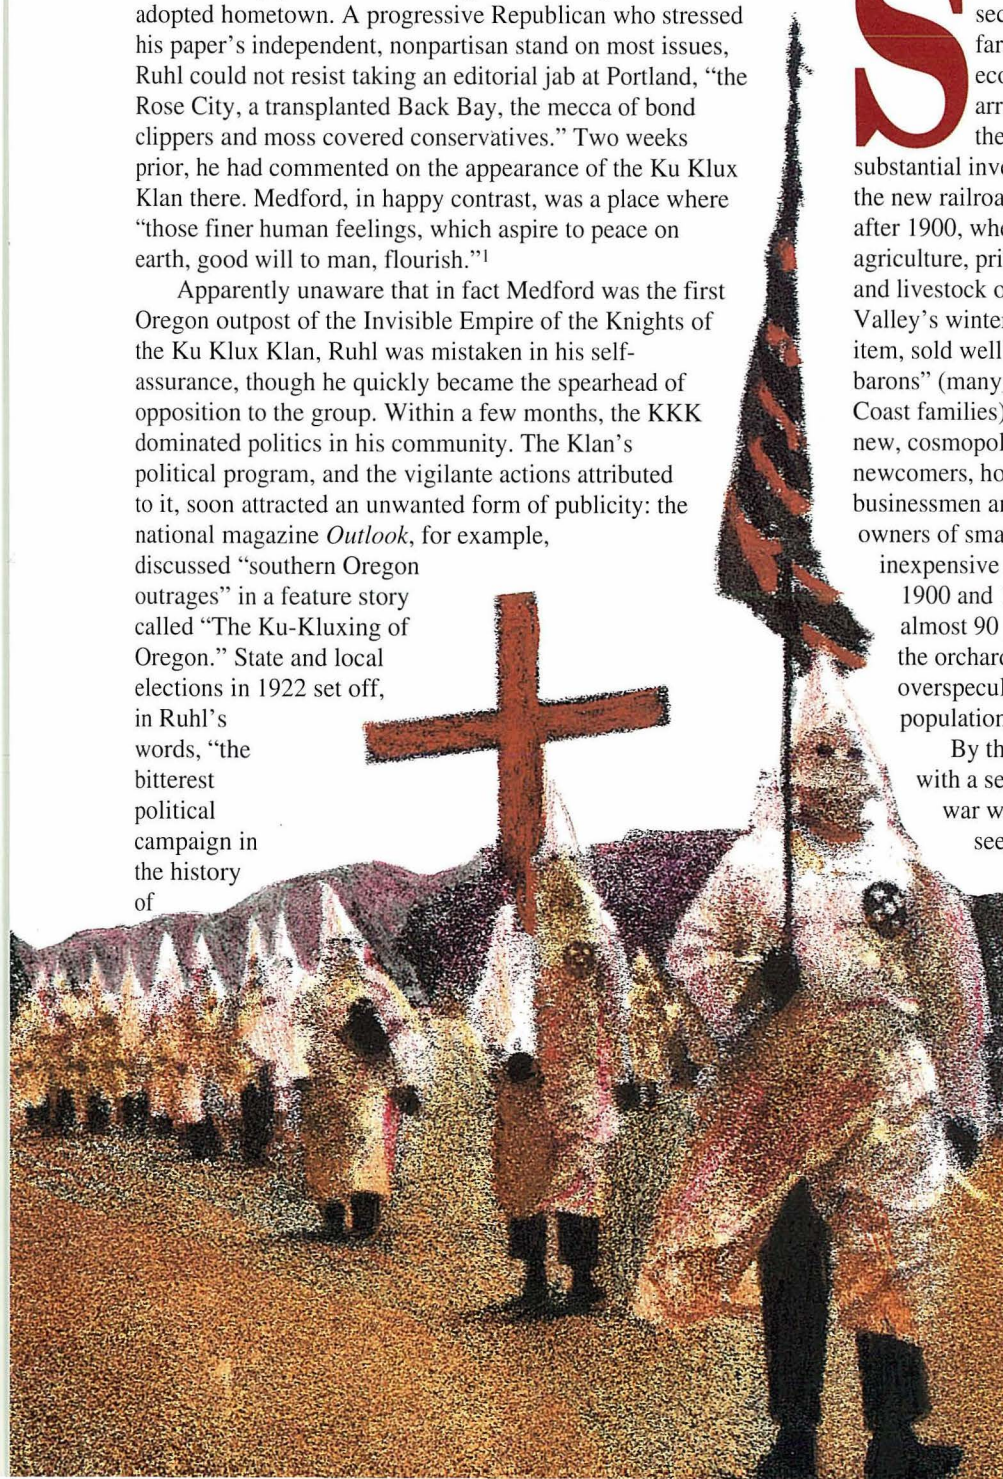 adopted hometown. A progressive Republican who stressed
his paper's independent, nonpartisan stand on most issues,
Ruhl could not resist taking an editorial jab at Portland, “the
Rose City, a transplanted Back Bay, the mecca of bond
clippers and moss covered conservatives.” Two weeks
prior, he had commented on the appearance of the Ku Klux
Klan there. Medford, in happy contrast, was a place where
“those finer human feelings, which aspire to peace on
earth, good will to man, flourish.”1
Apparently unaware that in fact Medford was the first
Oregon outpost of the Invisible Empire of the Knights of
the Ku Klux Klan, Ruhl was mistaken in his self-
assurance, though he quickly became the spearhead of
opposition to the group. Within a few months, the KKK
dominated politics in his community. The Klan's
political program, and the vigilante actions attributed
to it, soon attracted an unwanted form of publicity: the
national magazine Outlook, for example,
discussed “southern Oregon
outrages” in a feature story
called “The Ku-Kluxing of
Oregon.” State and local
elections in 1922 set off,
in Ruhl's
words, “the
bitterest
political
campaign in
the history
of
S
sec
far
eco
arr
the
substantial inve
the new railroa
after 1900, whe
agriculture, pri
and livestock o
Valley's winter
item, sold well
barons” (many
Coast families)
new, cosmopol
newcomers, ho
businessmen an
owners of sma
inexpensive
1900 and
almost 90
the orchard
overspecul
population
By th
with a se
war w
see